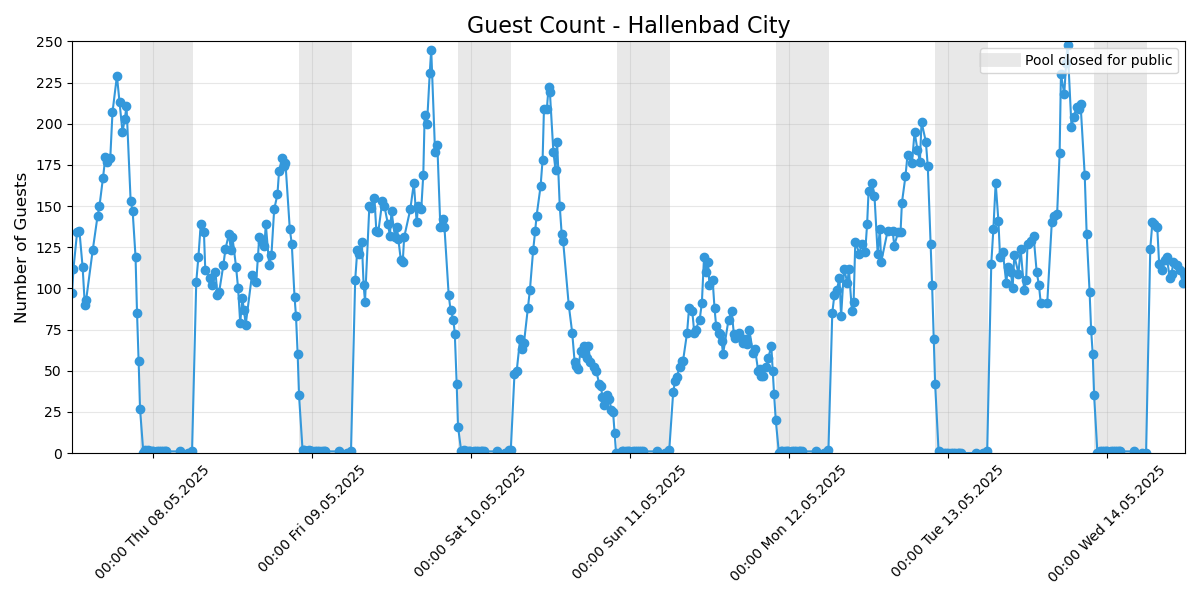 Guest Count - Hallenbad City
Number of Guests
250
225
200
175
150
125
100
75
50
25
0
Pool closed for public
00:00 Thu 08.05.2025
00:00 Fri 09.05.2025
00:00 Sat 10.05.2025
00:00 Sun 11.05.2025
00:00 Mon 12.05.2025
00:00 Tue 13.05.2025
00:00 Wed 14.05.2025